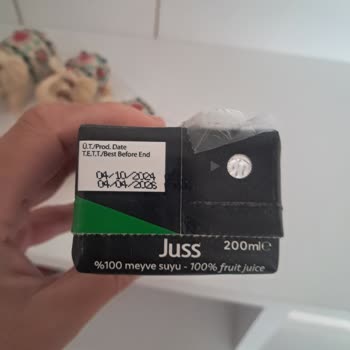 Ü.T./Prod. Date
T.E.T.T./Best Before End
04/10/2024
04/04/2026
Juss
200ml℮
%100 meyve suyu - 100% fruit juice